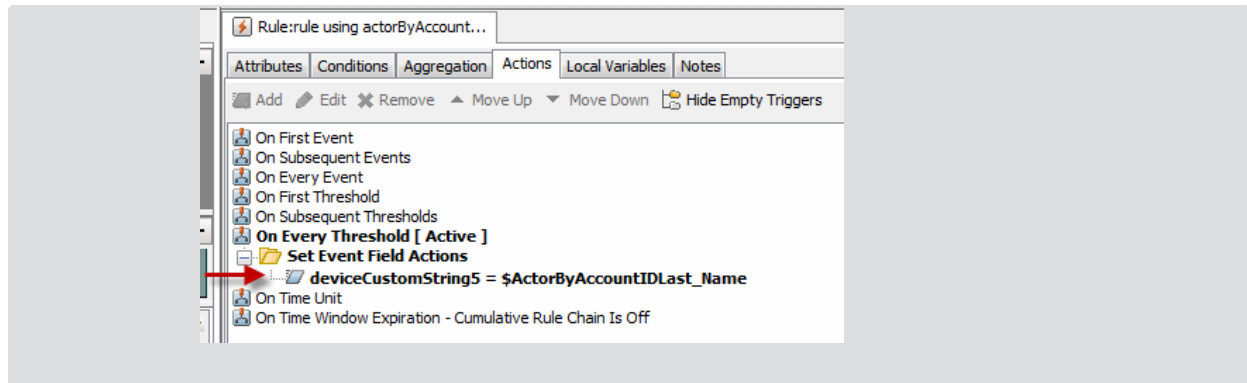 Rule:rule using actorByAccount...
Attributes Conditions Aggregation Actions Local Variables Notes
Add Edit Remove Move Up Move Down Hide Empty Triggers
On First Event
On Subsequent Events
On Every Event
On First Threshold
On Subsequent Thresholds
On Every Threshold [ Active ]
Set Event Field Actions
deviceCustomString5 = $ActorByAccountIDLast_Name
On Time Unit
On Time Window Expiration - Cumulative Rule Chain Is Off